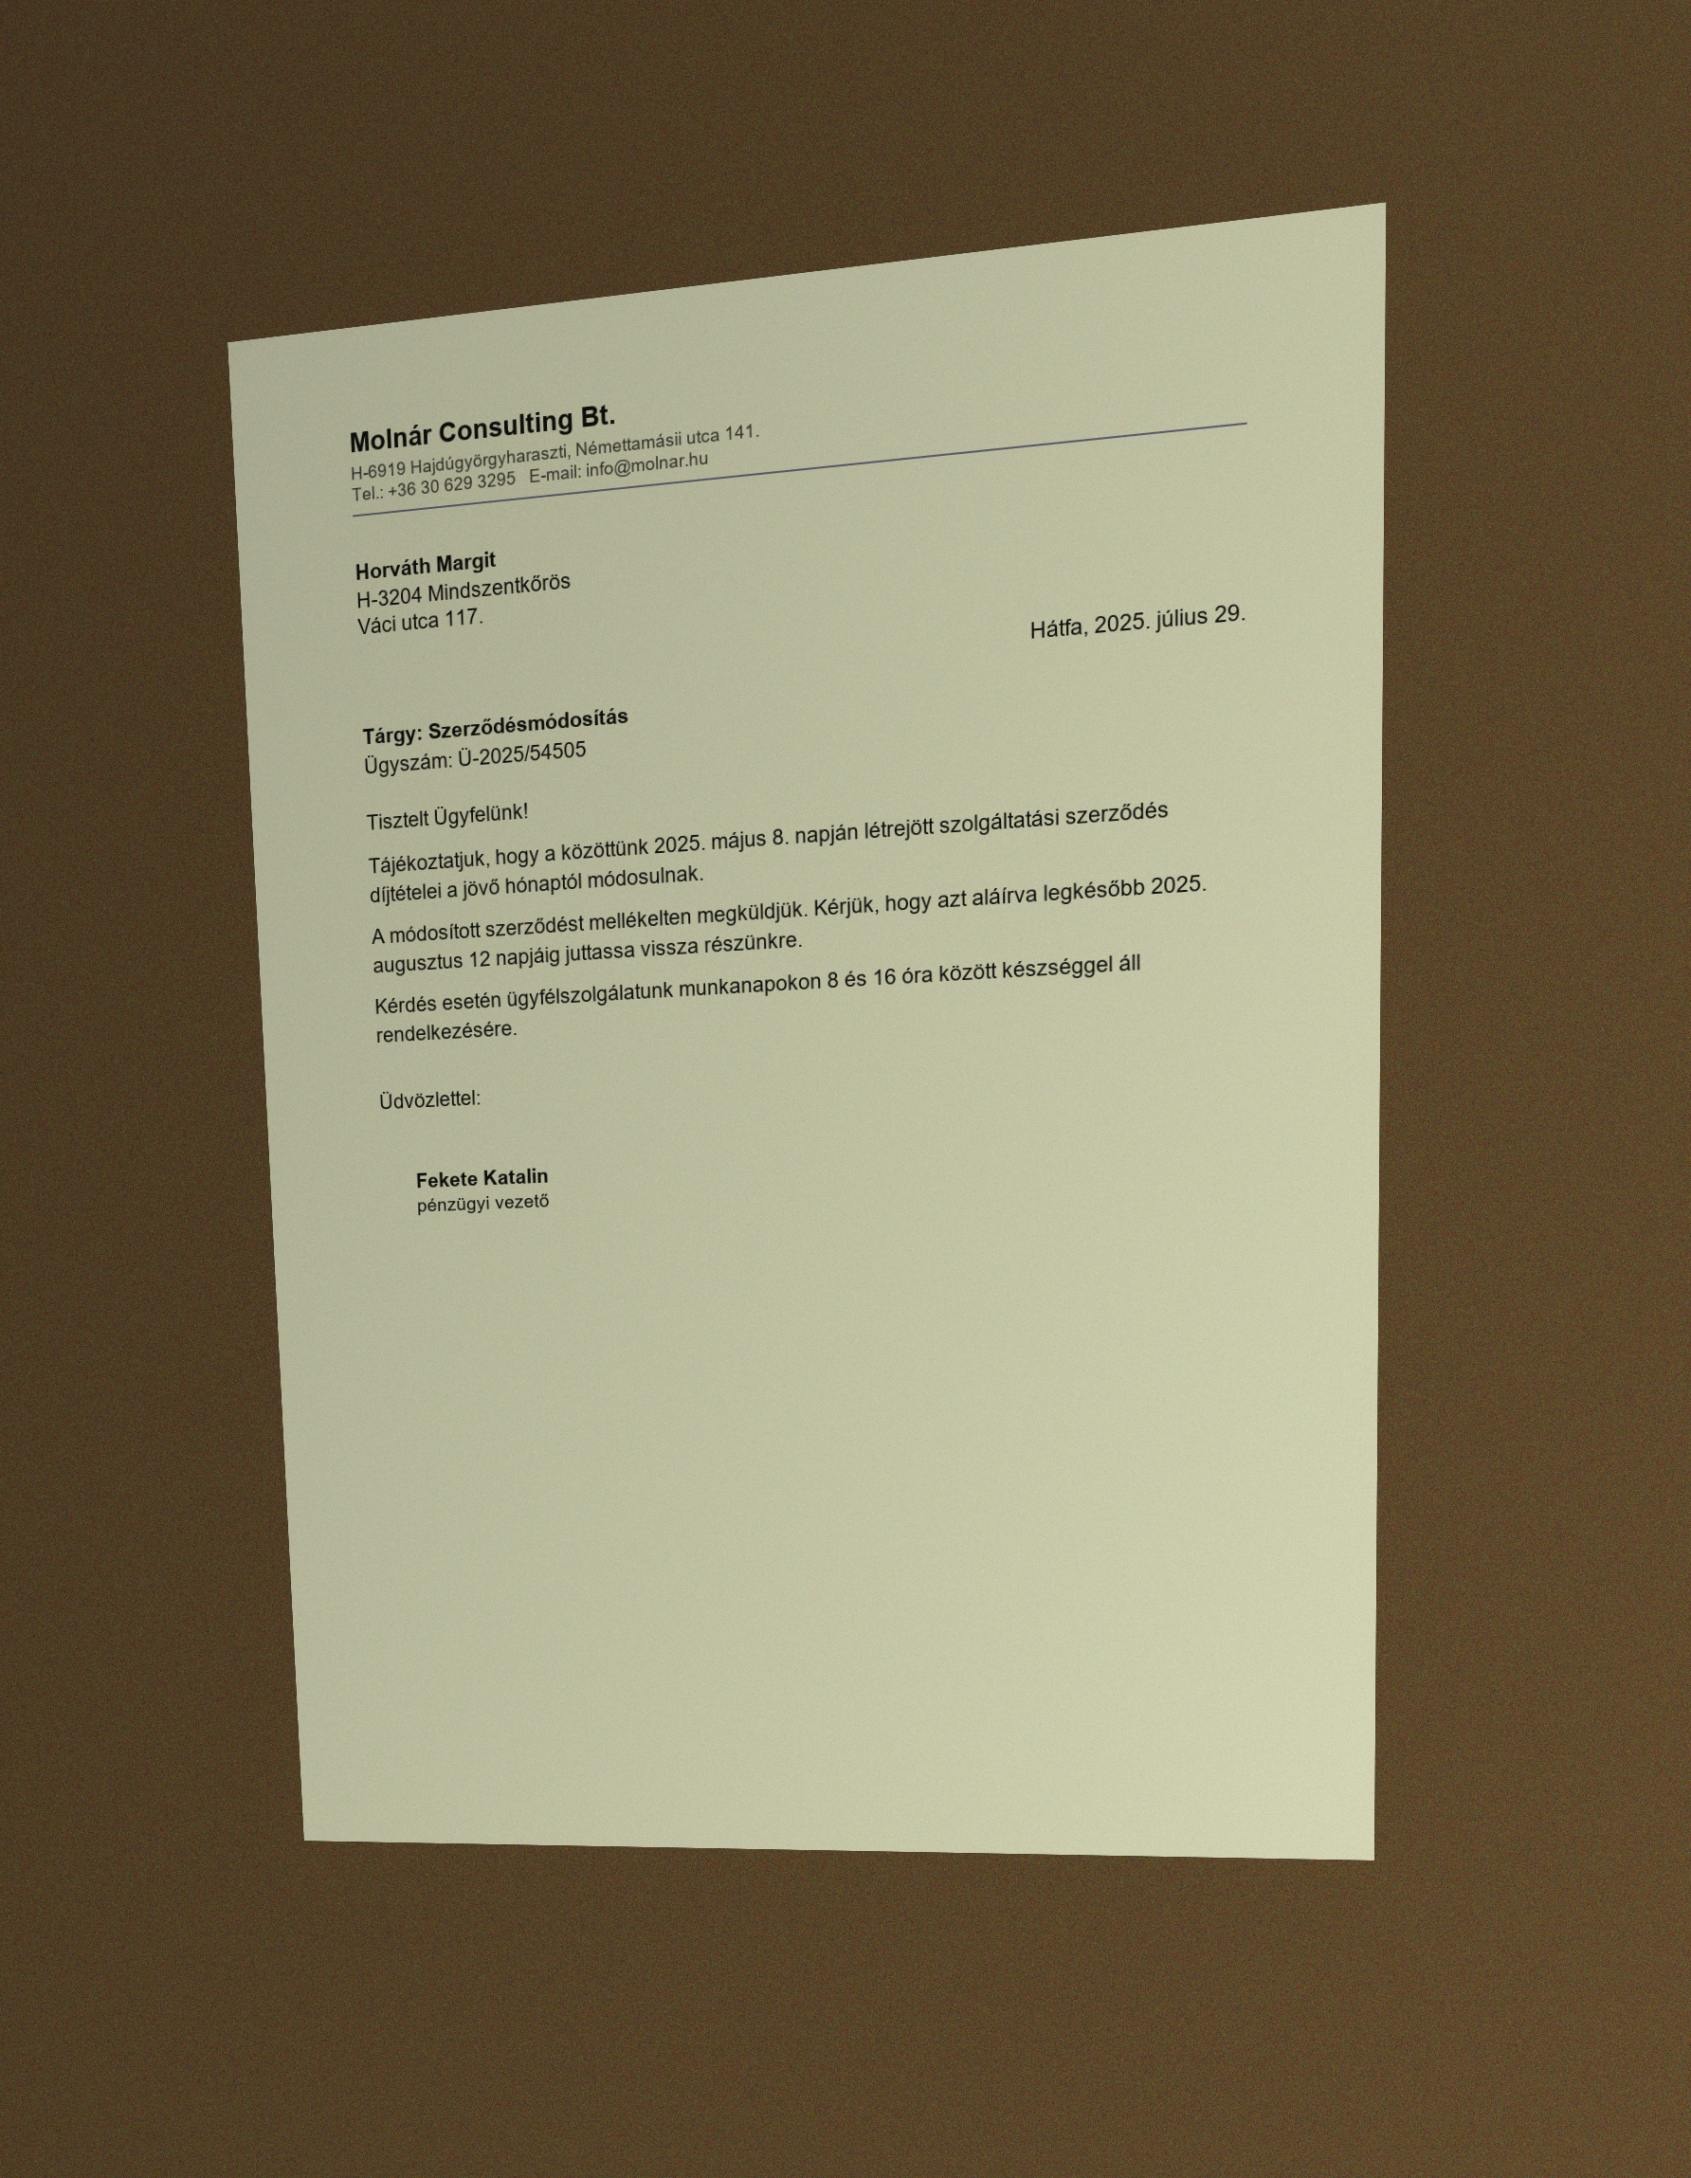 Molnár Consulting Bt.
H-6919 Hajdúgyörgyharaszti, Némettamásii utca 141.
Tel.: +36 30 629 3295   E-mail: info@molnar.hu
Horváth Margit
H-3204 Mindszentkőrös
Váci utca 117.
Hátfa, 2025. július 29.
Tárgy: Szerződésmódosítás
Ügyszám: Ü-2025/54505
Tisztelt Ügyfelünk!
Tájékoztatjuk, hogy a közöttünk 2025. május 8. napján létrejött szolgáltatási szerződés
díjtételei a jövő hónaptól módosulnak.
A módosított szerződést mellékelten megküldjük. Kérjük, hogy azt aláírva legkésőbb 2025.
augusztus 12 napjáig juttassa vissza részünkre.
Kérdés esetén ügyfélszolgálatunk munkanapokon 8 és 16 óra között készséggel áll
rendelkezésére.
Üdvözlettel:
Fekete Katalin
pénzügyi vezető